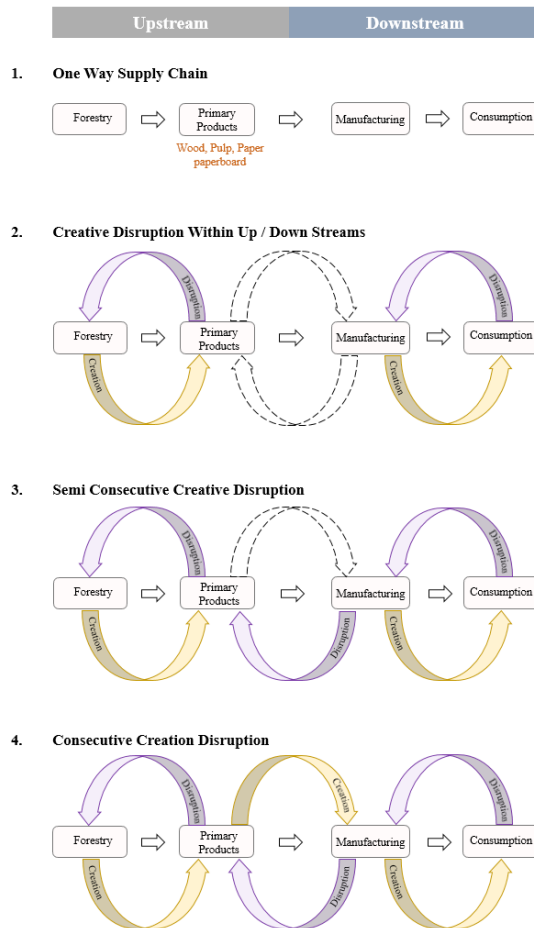 Upstream Downstream
1. One Way Supply Chain
Forestry Primary Products Manufacturing Consumption
Wood, Pulp, Paper
paperboard
2. Creative Disruption Within Up / Down Streams
Disruption Disruption
Forestry Primary Products Manufacturing Consumption
Creation Creation
3. Semi Consecutive Creative Disruption
Disruption Disruption
Forestry Primary Products Manufacturing Consumption
Creation Disruption Creation
4. Consecutive Creation Disruption
Disruption Creation Disruption
Forestry Primary Products Manufacturing Consumption
Creation Disruption Creation